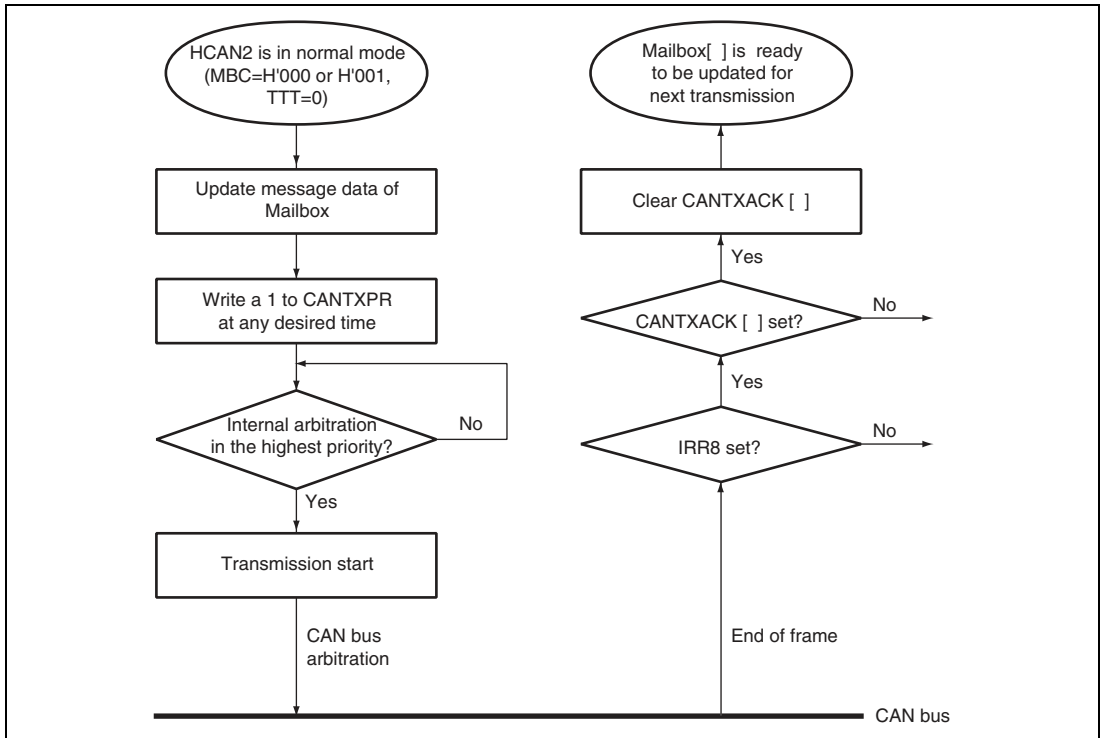 HCAN2 is in normal mode
(MBC=H'000 or H'001,
TTT=0)
Update message data of
Mailbox
Write a 1 to CANTXPR
at any desired time
Internal arbitration
in the highest priority?
No
Yes
Transmission start
CAN bus
arbitration
Mailbox[ ] is ready
to be updated for
next transmission
Clear CANTXACK [ ]
Yes
CANTXACK [ ] set?
No
Yes
IRR8 set?
No
End of frame
CAN bus